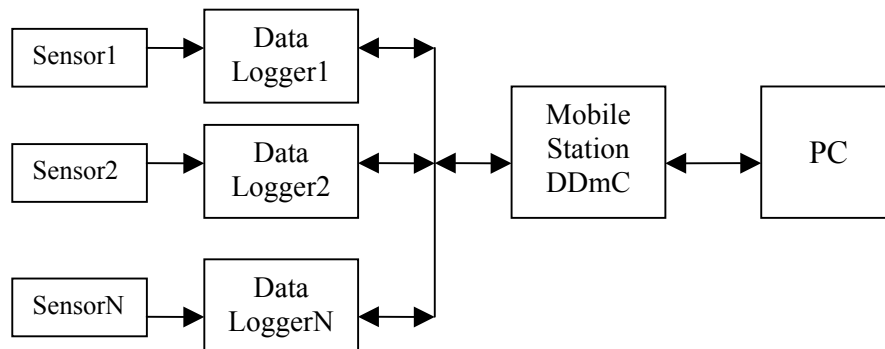 Sensor1
Data
Logger1
Sensor2
Data
Logger2
SensorN
Data
LoggerN
Mobile
Station
DDmC
PC